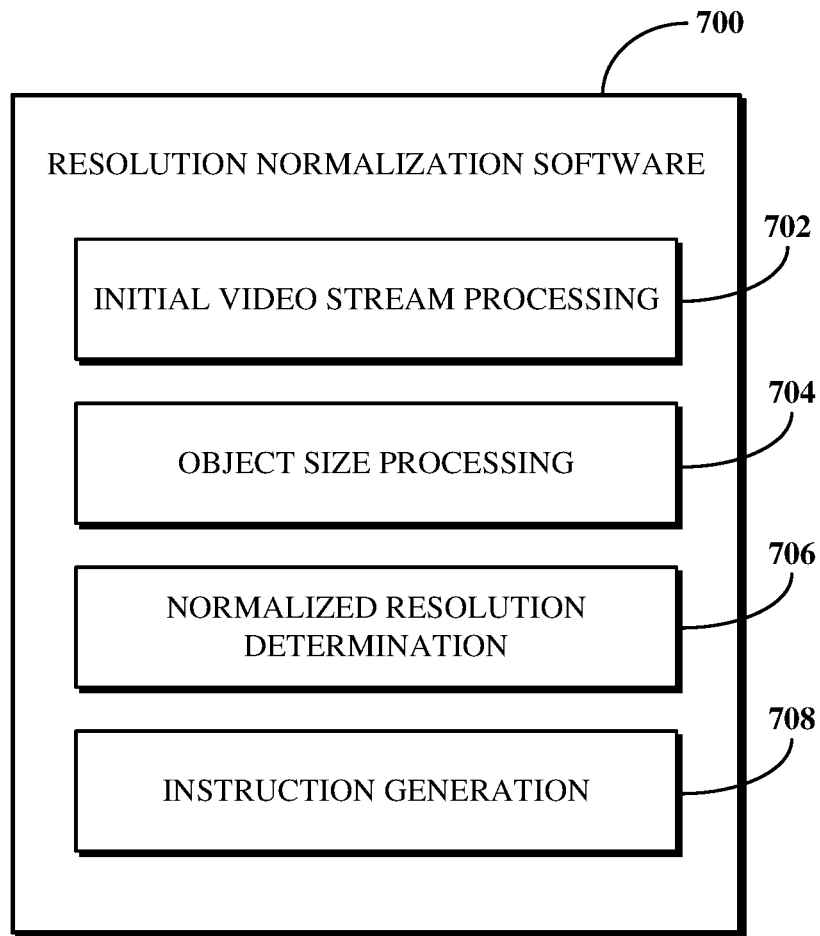 700
RESOLUTION NORMALIZATION SOFTWARE
702
INITIAL VIDEO STREAM PROCESSING
704
OBJECT SIZE PROCESSING
706
NORMALIZED RESOLUTION
DETERMINATION
708
INSTRUCTION GENERATION